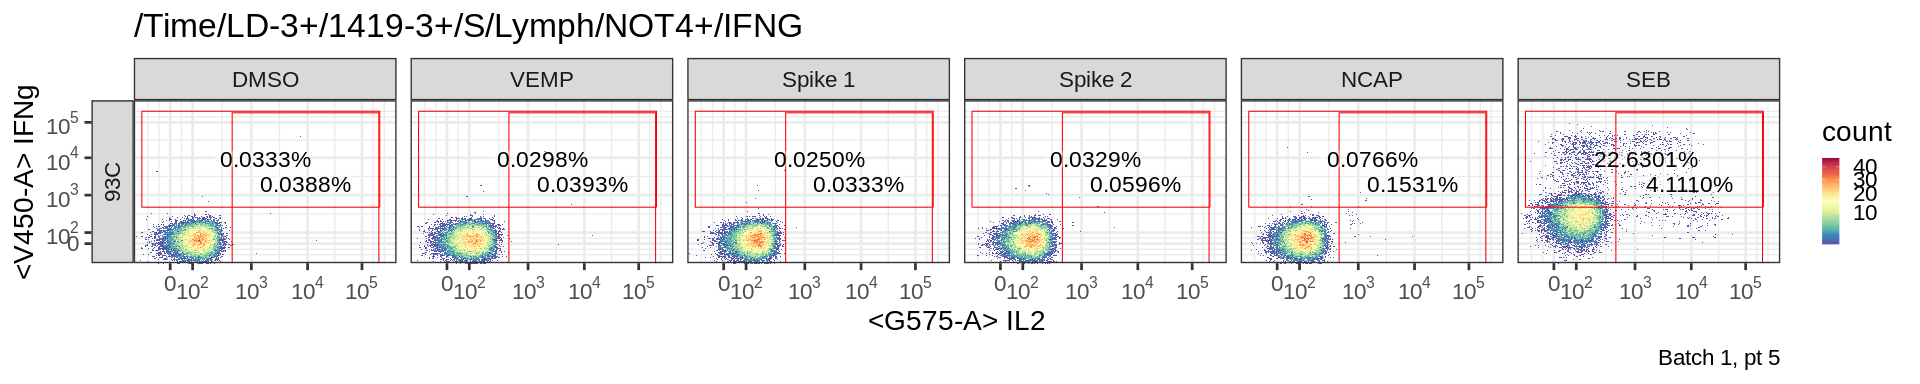 /Time/LD-3+/1419-3+/S/Lymph/NOT4+/IFNG
DMSO VEMP Spike 1 Spike 2 NCAP SEB
<V450-A> IFNg
93C
10^5
10^4
10^3
10^2
0
0.0333% 0.0298% 0.0250% 0.0329% 0.0766% 22.6301%
0.0388% 0.0393% 0.0333% 0.0596% 0.1531% 4.1110%
0 10^2 10^3 10^4 10^5 0 10^2 10^3 10^4 10^5 0 10^2 10^3 10^4 10^5 0 10^2 10^3 10^4 10^5 0 10^2 10^3 10^4 10^5 0 10^2 10^3 10^4 10^5
<G575-A> IL2
count
40
30
20
10
Batch 1, pt 5